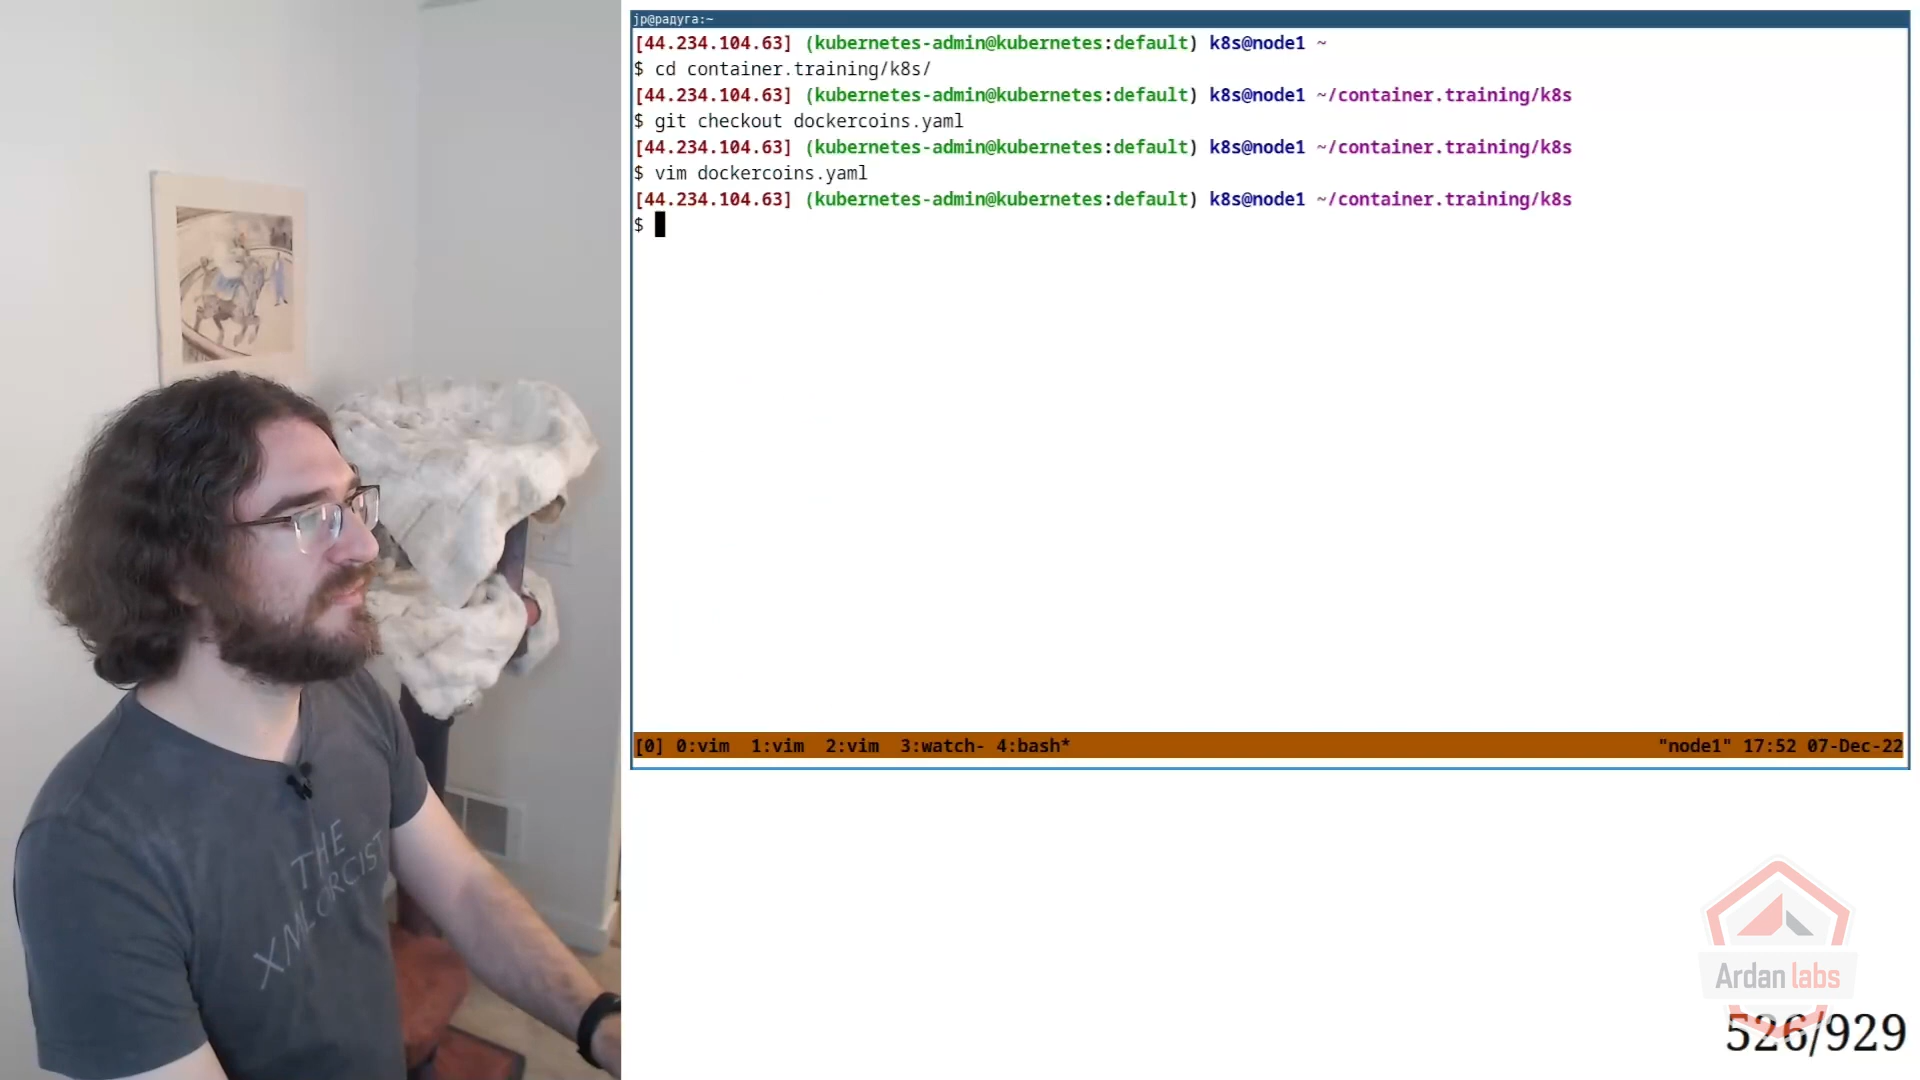 jp@радуга:~
[44.234.104.63] (kubernetes-admin@kubernetes:default) k8s@node1 ~
$ cd container.training/k8s/
[44.234.104.63] (kubernetes-admin@kubernetes:default) k8s@node1 ~/container.training/k8s
$ git checkout dockercoins.yaml
[44.234.104.63] (kubernetes-admin@kubernetes:default) k8s@node1 ~/container.training/k8s
$ vim dockercoins.yaml
[44.234.104.63] (kubernetes-admin@kubernetes:default) k8s@node1 ~/container.training/k8s
$
[0] 0:vim 1:vim 2:vim 3:watch- 4:bash* "node1" 17:52 07-Dec-22
THE
XMLORCIST
Ardan labs
526/929